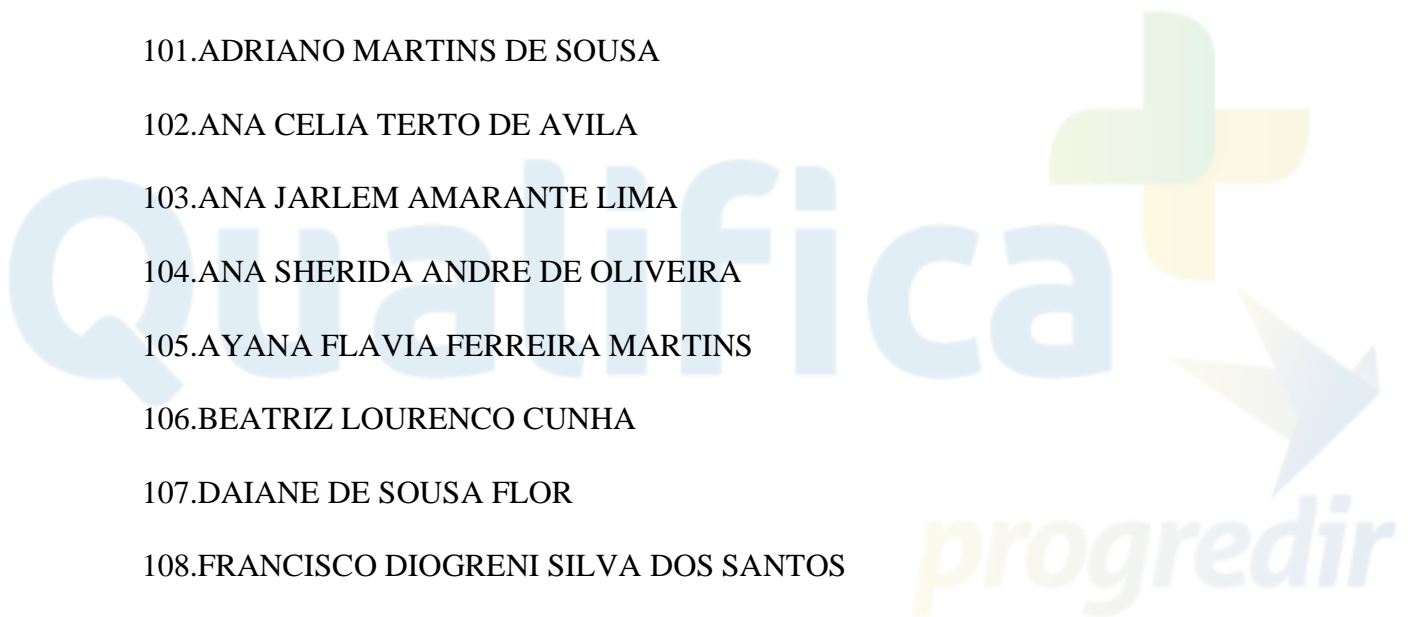 101.ADRIANO MARTINS DE SOUSA
102.ANA CELIA TERTO DE AVILA
103.ANA JARLEM AMARANTE LIMA
104.ANA SHERIDA ANDRE DE OLIVEIRA
105.AYANA FLAVIA FERREIRA MARTINS
106.BEATRIZ LOURENCO CUNHA
107.DAIANE DE SOUSA FLOR
108.FRANCISCO DIOGRENI SILVA DOS SANTOS
Qualifica+
progredir